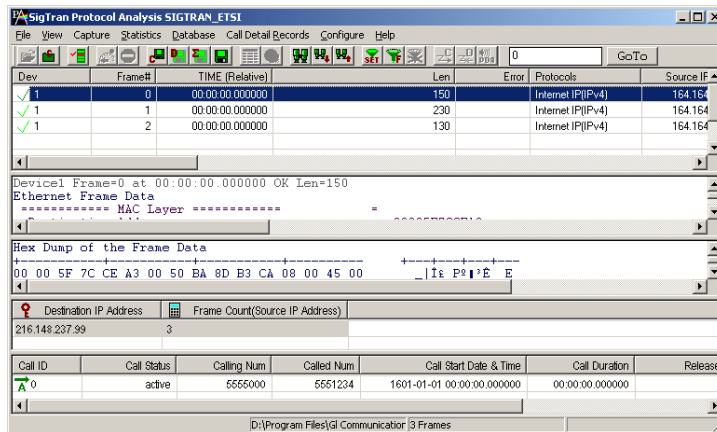 SigTran Protocol Analysis SIGTRAN_ETSI
File View Capture Statistics Database Call Detail Records Configure Help
SET 0 GoTo
Dev Frame# TIME (Relative) Len Error Protocols Source IF
1 0 00:00:00.000000 150 Internet IP(IPv4) 164.164
1 1 00:00:00.000000 230 Internet IP(IPv4) 164.164
1 2 00:00:00.000000 130 Internet IP(IPv4) 164.164
Device1 Frame=0 at 00:00:00.000000 OK Len=150
Ethernet Frame Data
============ MAC Layer ============ =
Hex Dump of the Frame Data
+-----------+-----------+-----------+----------- +---+---+---+---
00 00 5F 7C CE A3 00 50 BA 8D B3 CA 08 00 45 00 _|Î£ Pº▮³Ê E
Destination IP Address Frame Count(Source IP Address)
216.148.237.99 3
Call ID Call Status Calling Num Called Num Call Start Date & Time Call Duration Release
0 active 5555000 5551234 1601-01-01 00:00:00.000000 00:00:00.000000
D:\Program Files\Gl Communication 3 Frames